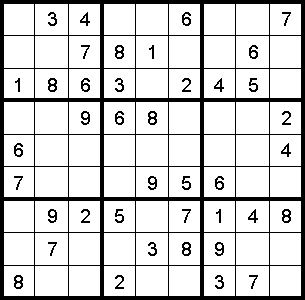 3 4 6 7
7 8 1 6
1 8 6 3 2 4 5
9 6 8 2
6 4
7 9 5 6
9 2 5 7 1 4 8
7 3 8 9
8 2 3 7